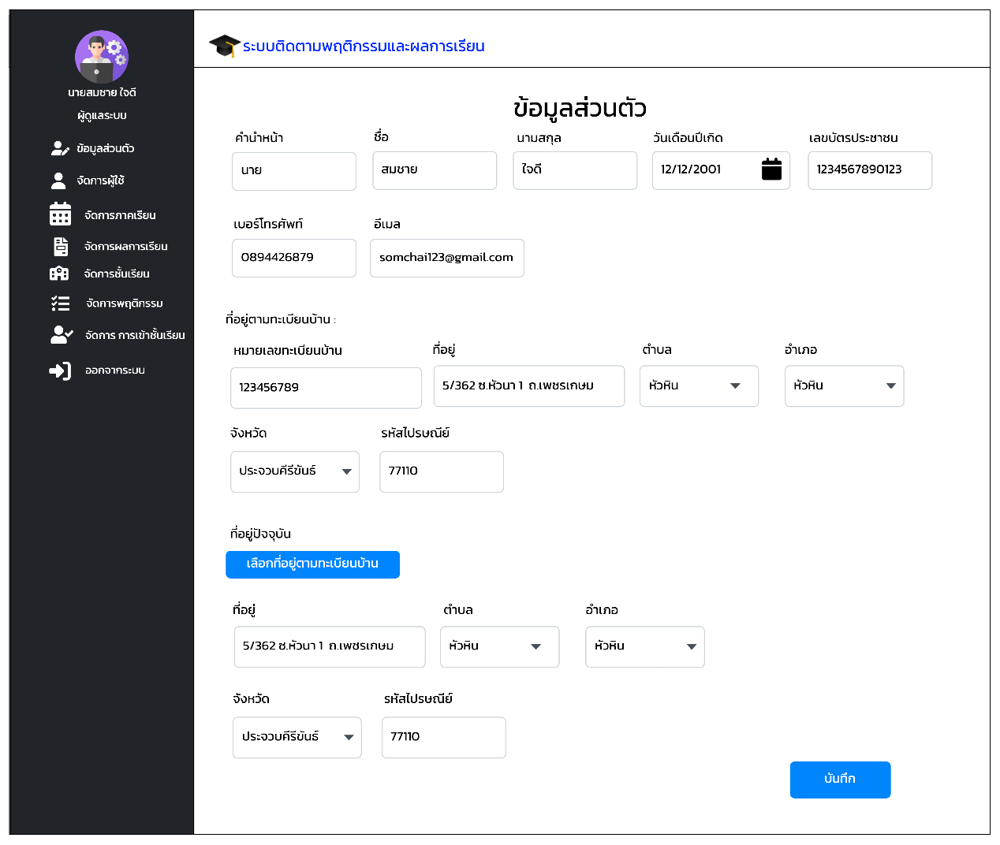 นายสมชาย ใจดี
ผู้ดูแลระบบ
ข้อมูลส่วนตัว
จัดการผู้ใช้
จัดการภาคเรียน
จัดการผลการเรียน
จัดการชั้นเรียน
จัดการพฤติกรรม
จัดการ การเข้าชั้นเรียน
ออกจากระบบ
ระบบติดตามพฤติกรรมและผลการเรียน
ข้อมูลส่วนตัว
คำนำหน้า ชื่อ นามสกุล วันเดือนปีเกิด เลขบัตรประชาชน
นาย สมชาย ใจดี 12/12/2001 1234567890123
เบอร์โทรศัพท์ อีเมล
0894426879 somchai123@gmail.com
ที่อยู่ตามทะเบียนบ้าน :
หมายเลขทะเบียนบ้าน ที่อยู่ ตำบล อำเภอ
123456789 5/362 ซ.หัวนา 1 ถ.เพชรเกษม หัวหิน หัวหิน
จังหวัด รหัสไปรษณีย์
ประจวบคีรีขันธ์ 77110
ที่อยู่ปัจจุบัน
เลือกที่อยู่ตามทะเบียนบ้าน
ที่อยู่ ตำบล อำเภอ
5/362 ซ.หัวนา 1 ถ.เพชรเกษม หัวหิน หัวหิน
จังหวัด รหัสไปรษณีย์
ประจวบคีรีขันธ์ 77110
บันทึก